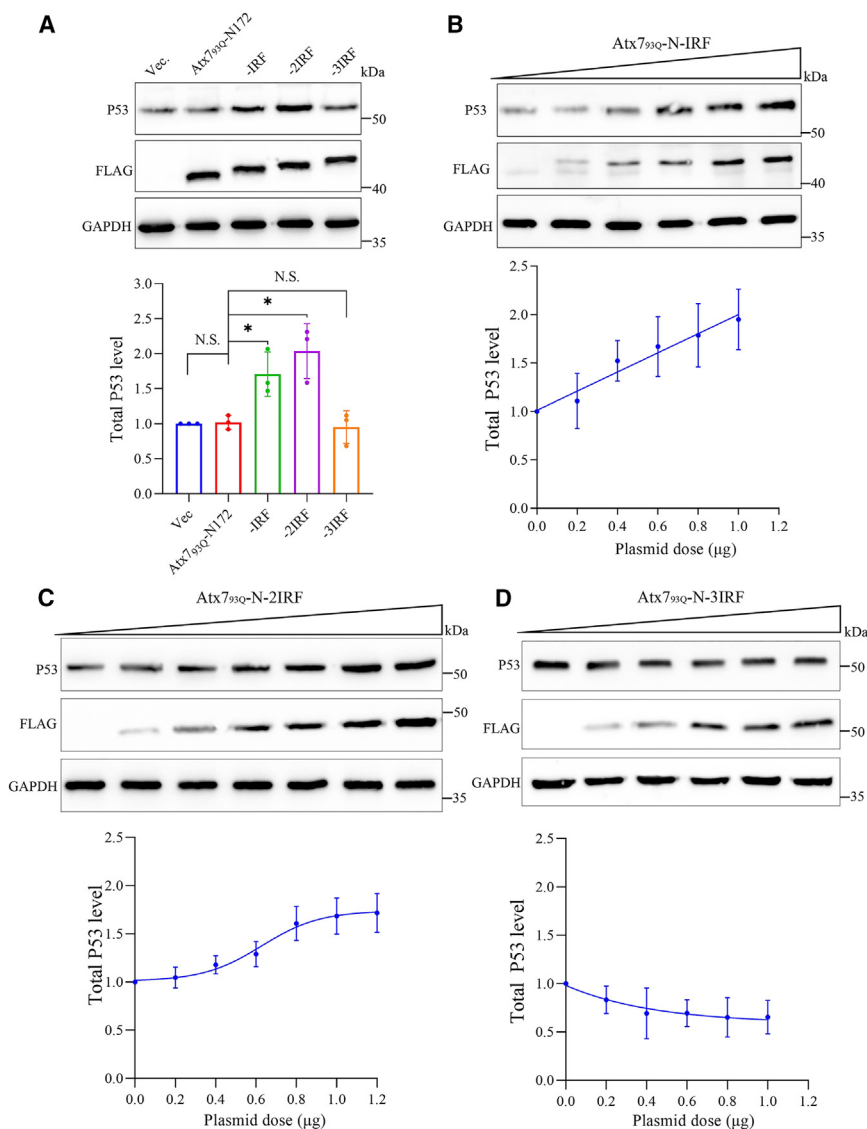 A
Vec.
Atx7₉₃Q-N172
-IRF
-2IRF
-3IRF
kDa
P53
50
FLAG
40
GAPDH
35
N.S.
*
N.S.
*
Total P53 level
3.0
2.5
2.0
1.5
1.0
0.5
0.0
Vec
Atx7₉₃Q-N172
-IRF
-2IRF
-3IRF
B
Atx7₉₃Q-N-IRF
kDa
P53
50
FLAG
40
GAPDH
35
Total P53 level
2.5
2.0
1.5
1.0
0.5
0.0
0.0 0.2 0.4 0.6 0.8 1.0 1.2
Plasmid dose (μg)
C
Atx7₉₃Q-N-2IRF
kDa
P53
50
FLAG
50
GAPDH
35
Total P53 level
2.5
2.0
1.5
1.0
0.5
0.0
0.0 0.2 0.4 0.6 0.8 1.0 1.2
Plasmid dose (μg)
D
Atx7₉₃Q-N-3IRF
kDa
P53
50
FLAG
50
GAPDH
35
Total P53 level
2.5
2.0
1.5
1.0
0.5
0.0
0.0 0.2 0.4 0.6 0.8 1.0 1.2
Plasmid dose (μg)